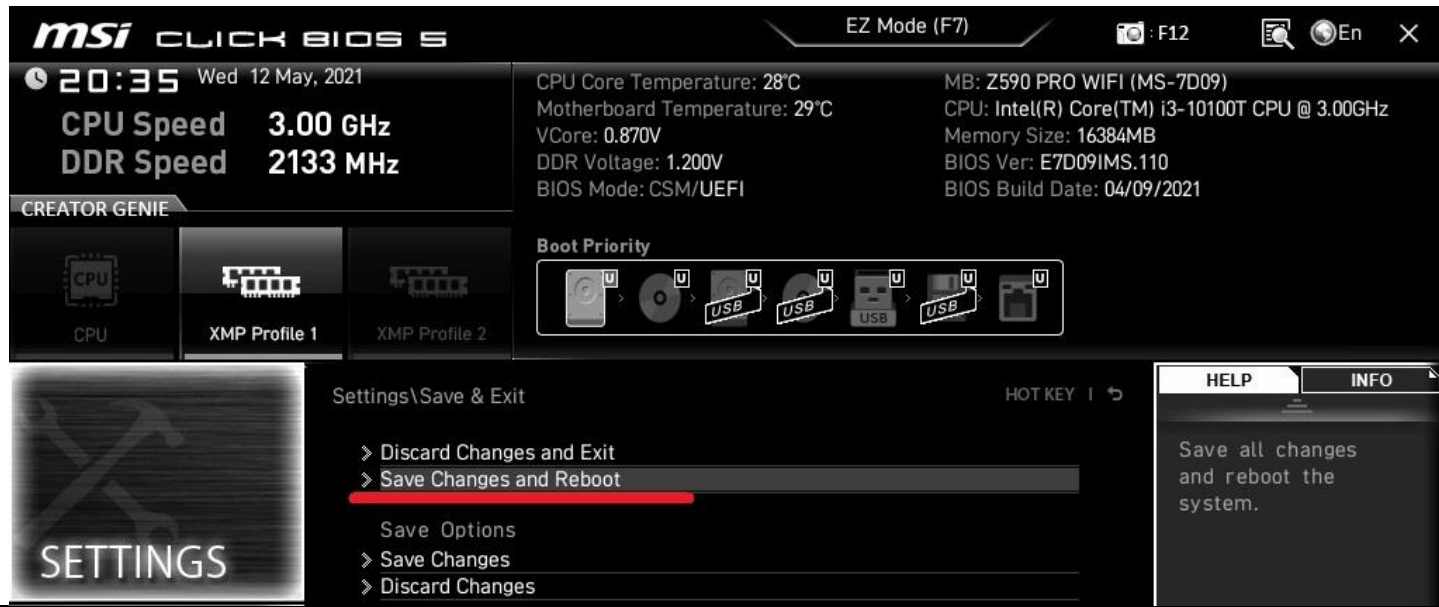 msi CLICK BIOS 5
EZ Mode (F7)
: F12
En
20:35 Wed 12 May, 2021
CPU Speed 3.00 GHz
DDR Speed 2133 MHz
CREATOR GENIE
CPU
CPU
XMP Profile 1
XMP Profile 2
CPU Core Temperature: 28°C
Motherboard Temperature: 29°C
VCore: 0.870V
DDR Voltage: 1.200V
BIOS Mode: CSM/UEFI
MB: Z590 PRO WIFI (MS-7D09)
CPU: Intel(R) Core(TM) i3-10100T CPU @ 3.00GHz
Memory Size: 16384MB
BIOS Ver: E7D09IMS.110
BIOS Build Date: 04/09/2021
Boot Priority
U U U U U U U
USB USB USB USB
SETTINGS
Settings\Save & Exit
HOT KEY |
Discard Changes and Exit
Save Changes and Reboot
Save Options
Save Changes
Discard Changes
HELP
INFO
Save all changes
and reboot the
system.